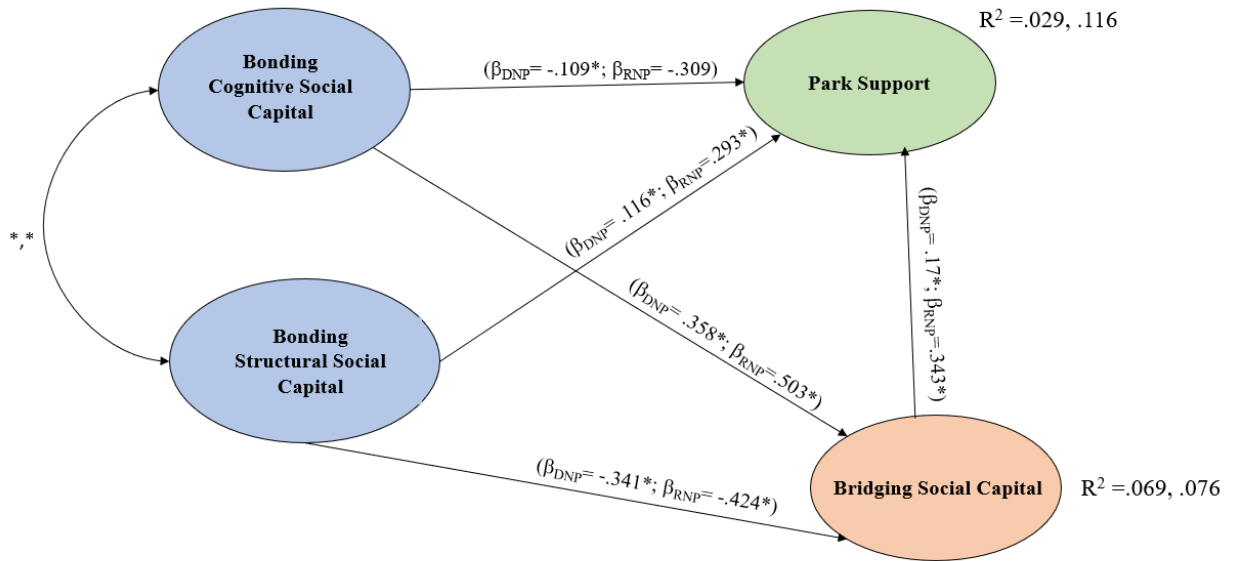 R² =.029, .116
Bonding
Cognitive Social
Capital
(βDNP= -.109*; βRNP= -.309)
Park Support
(βDNP= .116*; βRNP=.293*)
*,*
(βDNP= .17*; βRNP=.343*)
(βDNP= .358*; βRNP=.503*)
Bonding
Structural Social
Capital
(βDNP= -.341*; βRNP= -.424*)
Bridging Social Capital
R² =.069, .076